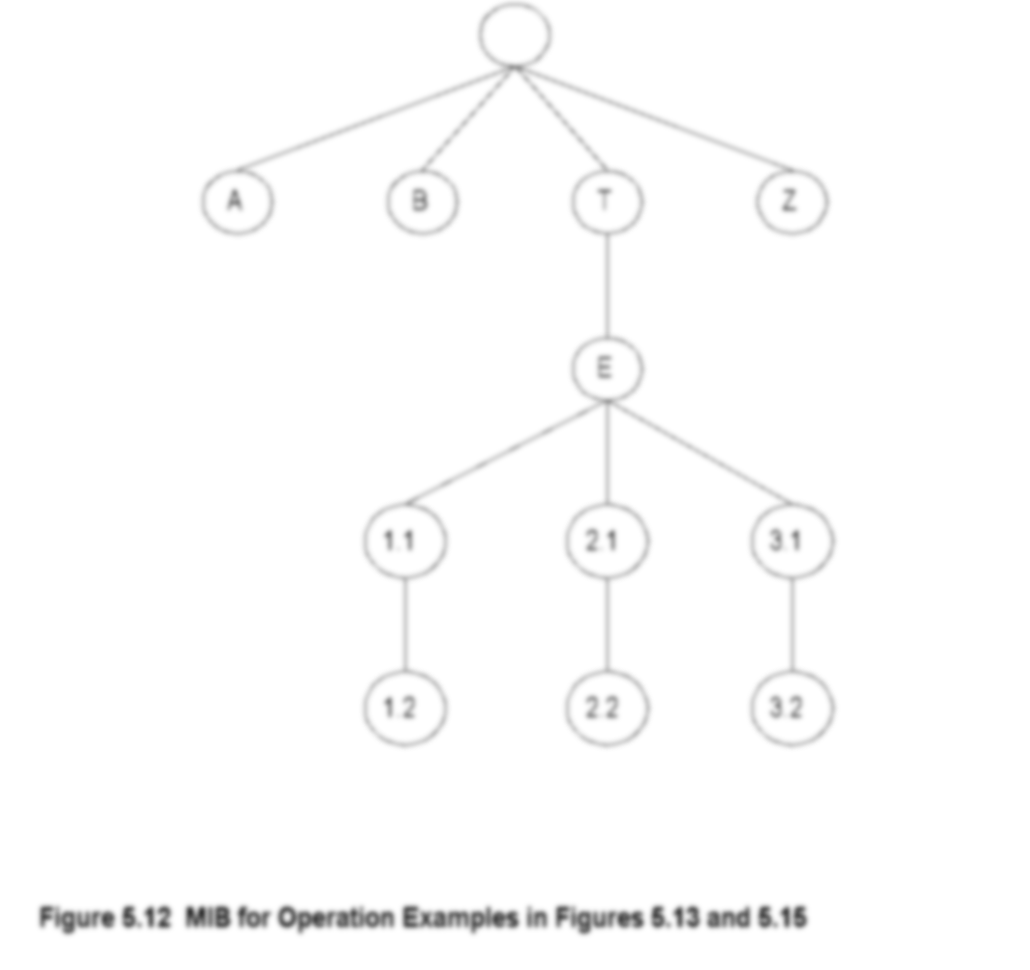 A B T Z
E
1.1 2.1 3.1
1.2 2.2 3.2
Figure 5.12 MIB for Operation Examples in Figures 5.13 and 5.15